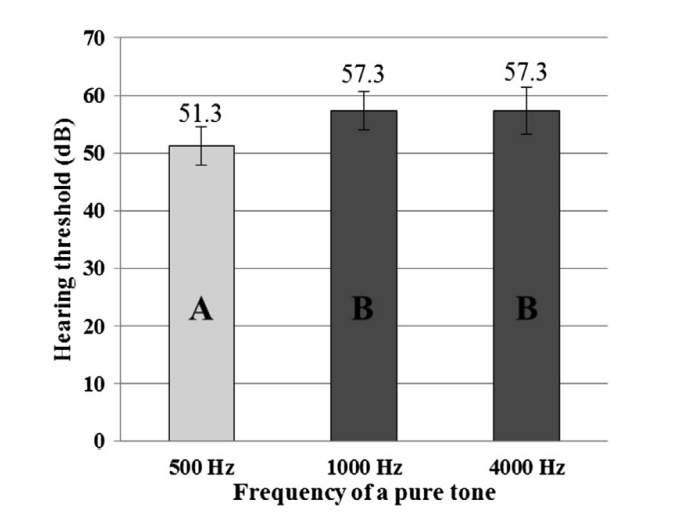 70
60
50
40
30
20
10
0
Hearing threshold (dB)
51.3
57.3
57.3
A
B
B
500 Hz
1000 Hz
4000 Hz
Frequency of a pure tone